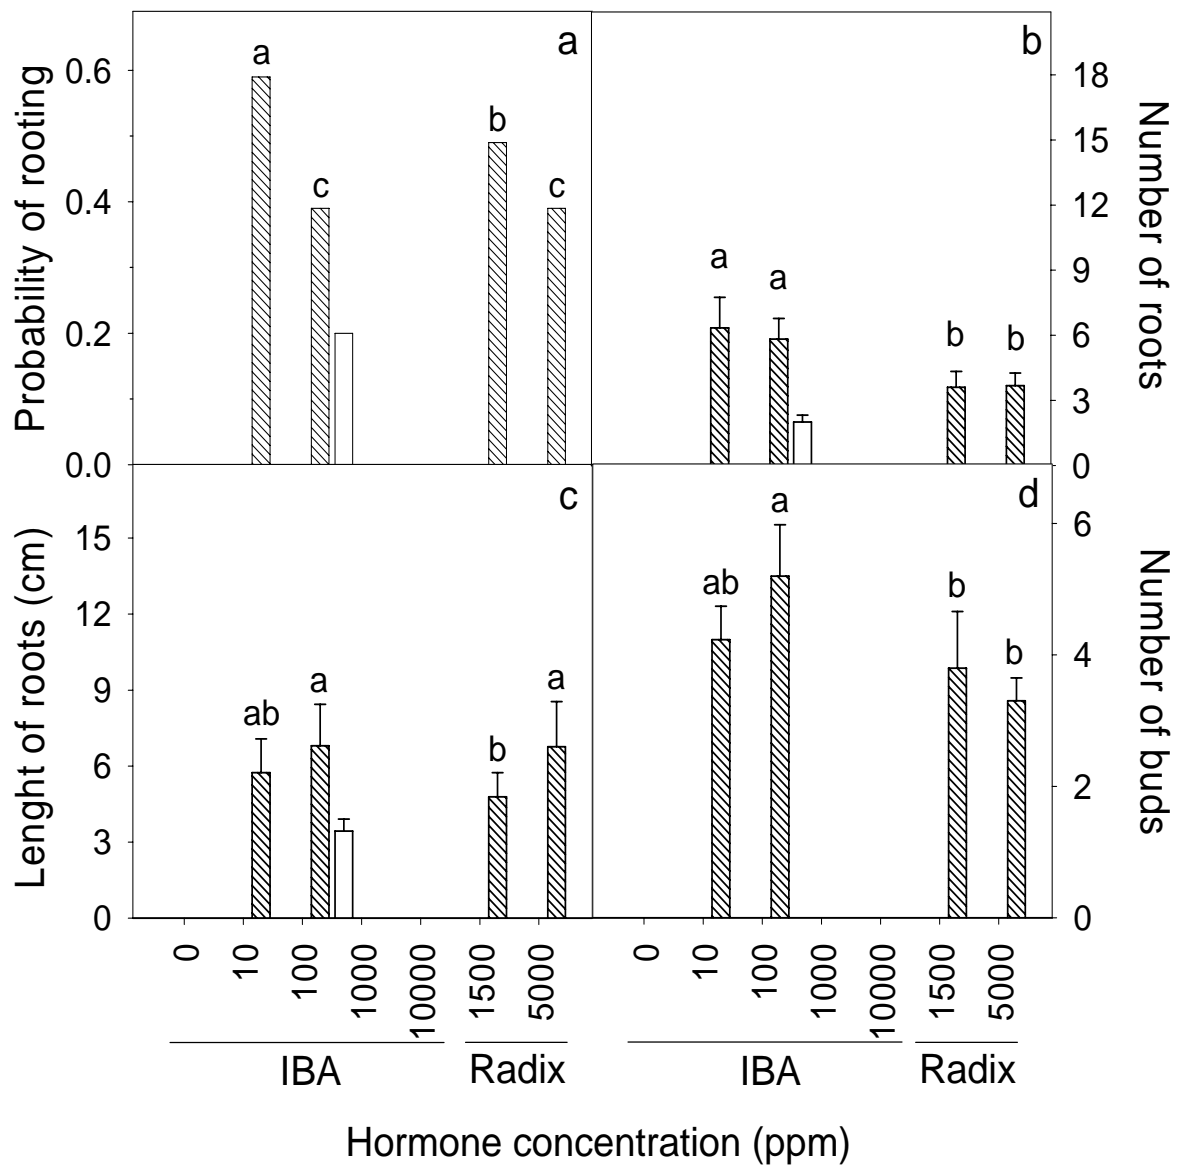 a
Probability of rooting
0.6
0.4
0.2
0.0
a
c
b
c
b
Number of roots
18
15
12
9
6
3
0
a
a
b
b
c
Lenght of roots (cm)
15
12
9
6
3
0
ab
a
b
a
d
Number of buds
6
4
2
0
ab
a
b
b
0 10 100 1000 10000 1500 5000
0 10 100 1000 10000 1500 5000
IBA Radix IBA Radix
Hormone concentration (ppm)